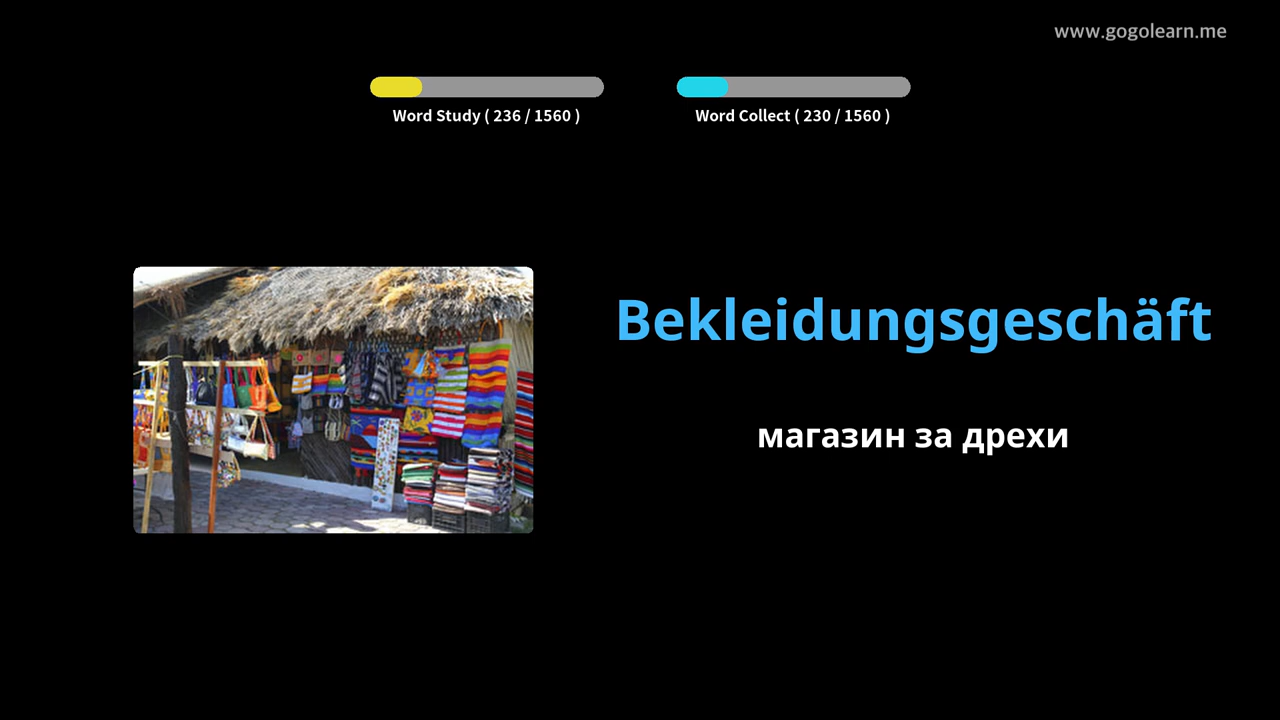 www.gogolearn.me
Word Study ( 236 / 1560 )
Word Collect ( 230 / 1560 )
Bekleidungsgeschäft
магазин за дрехи